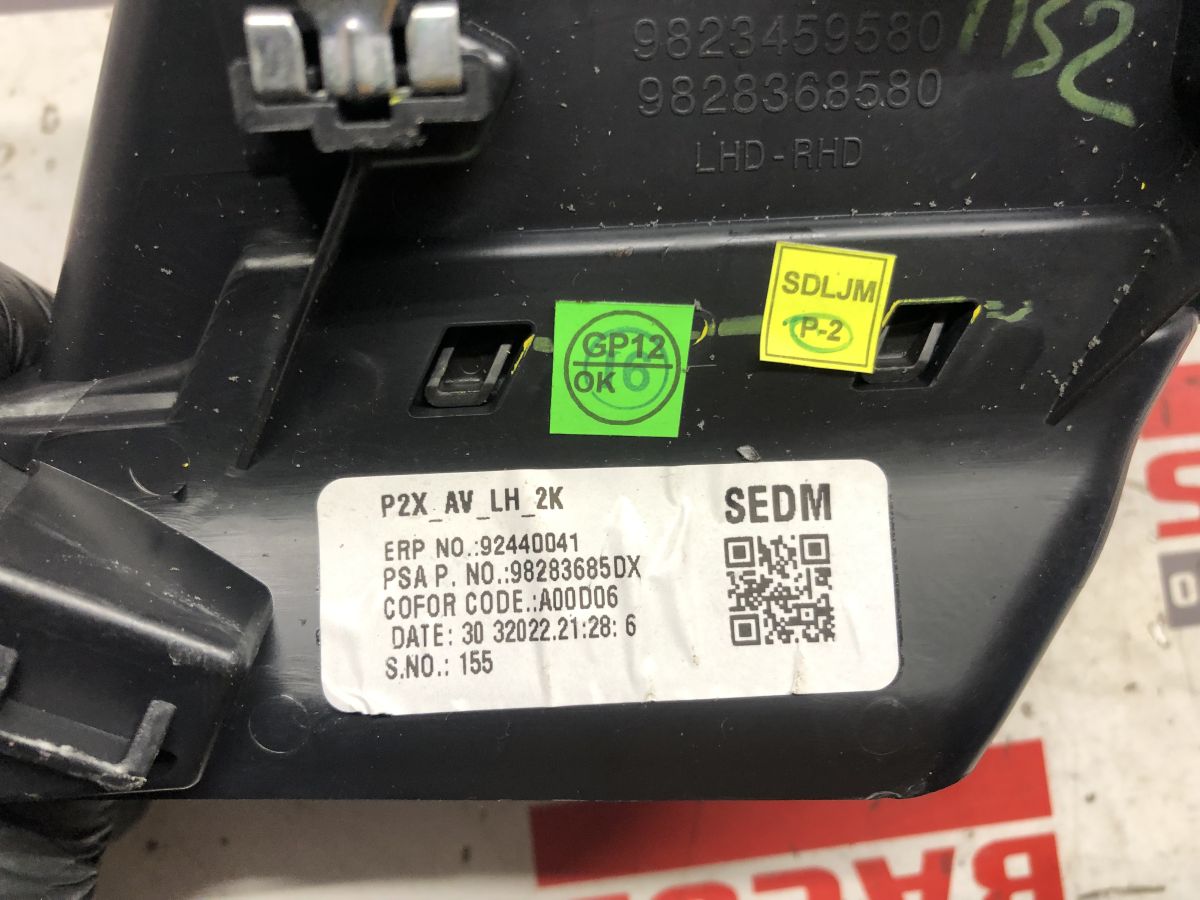 9823459580
9828368580
LHD-RHD
SDLJM
P-2
GP12
16
OK
P2X_AV_LH_2K
SEDM
ERP NO.:92440041
PSA P. NO.:98283685DX
COFOR CODE.:A00D06
DATE: 30 32022.21:28: 6
S.NO.: 155